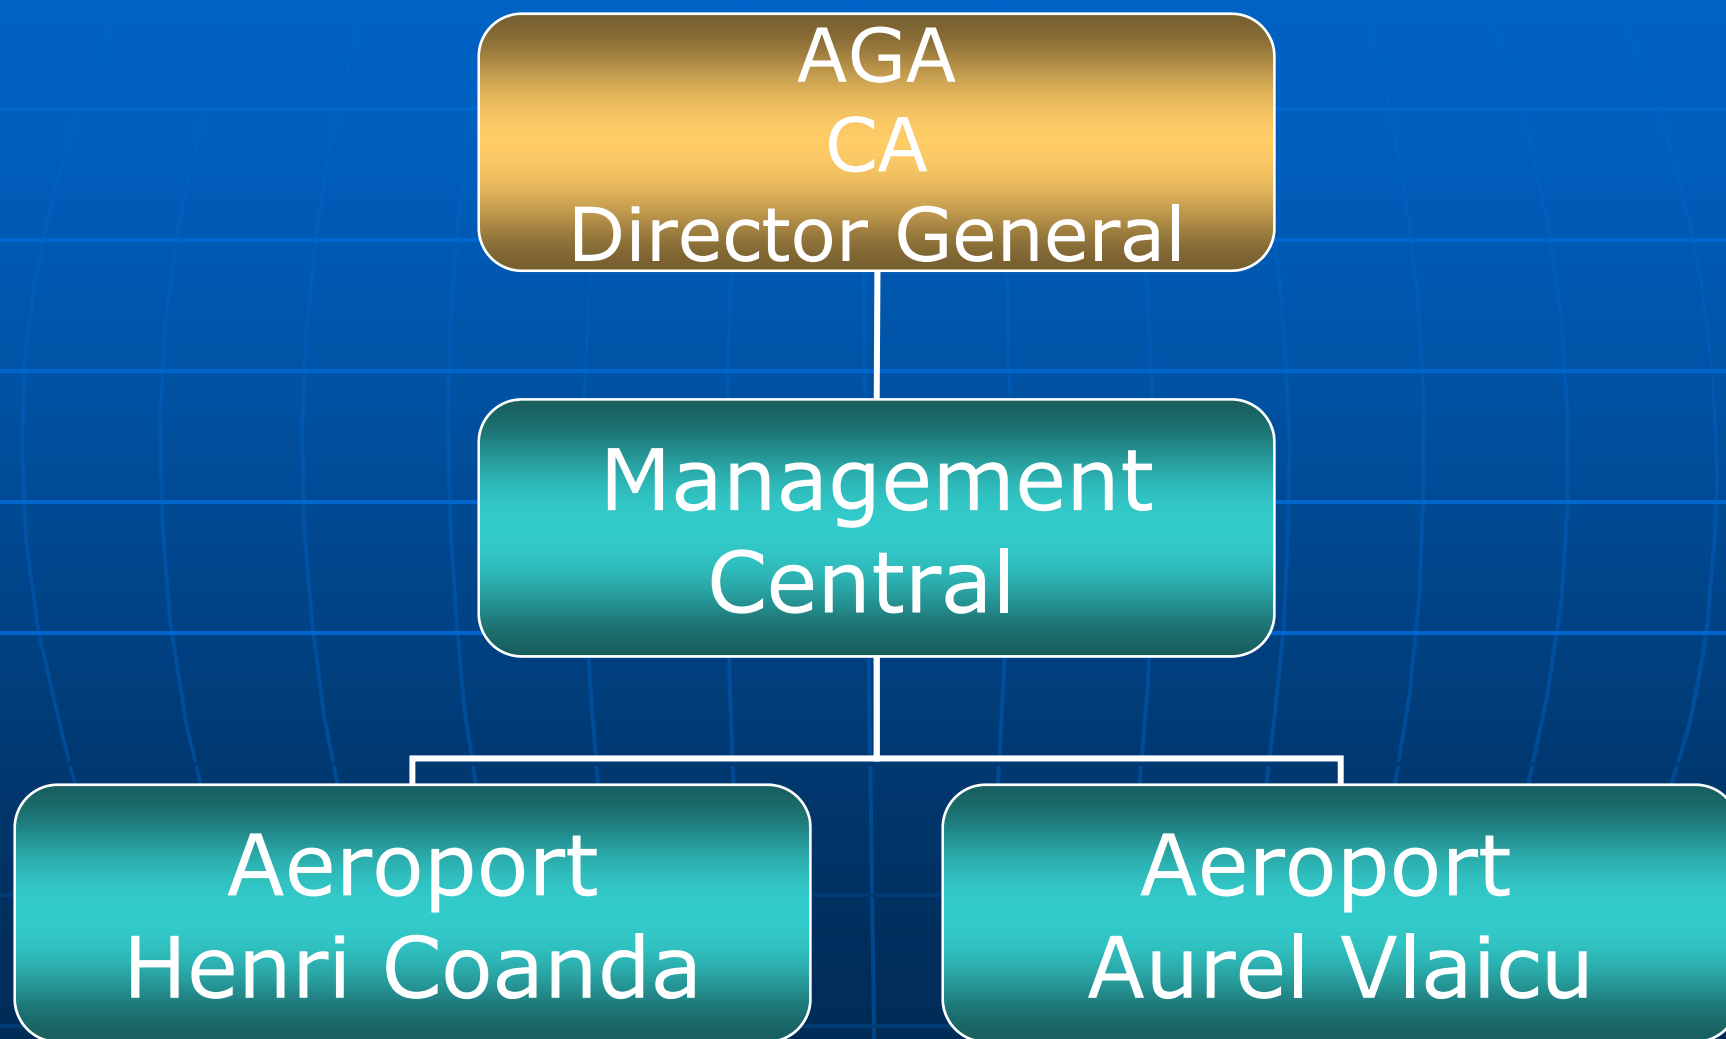 AGA
CA
Director General
Management
Central
Aeroport
Henri Coanda
Aeroport
Aurel Vlaicu